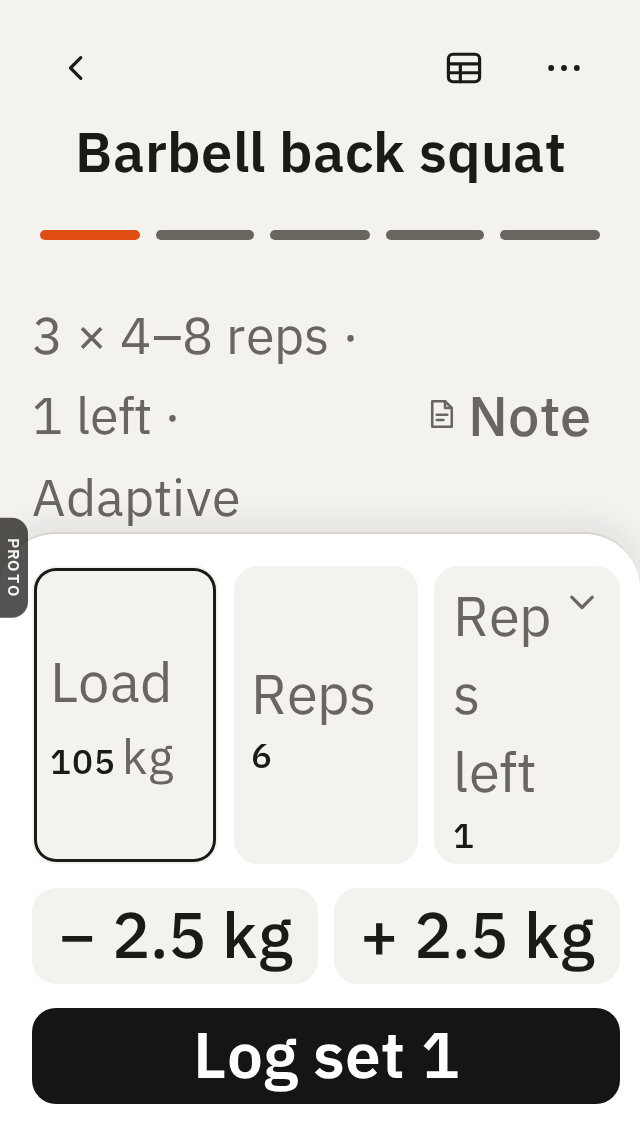 Barbell back squat
3 × 4–8 reps ·
1 left ·
Adaptive
Note
PROTO
Load
105 kg
Reps
6
Rep
s
left
1
− 2.5 kg
+ 2.5 kg
Log set 1